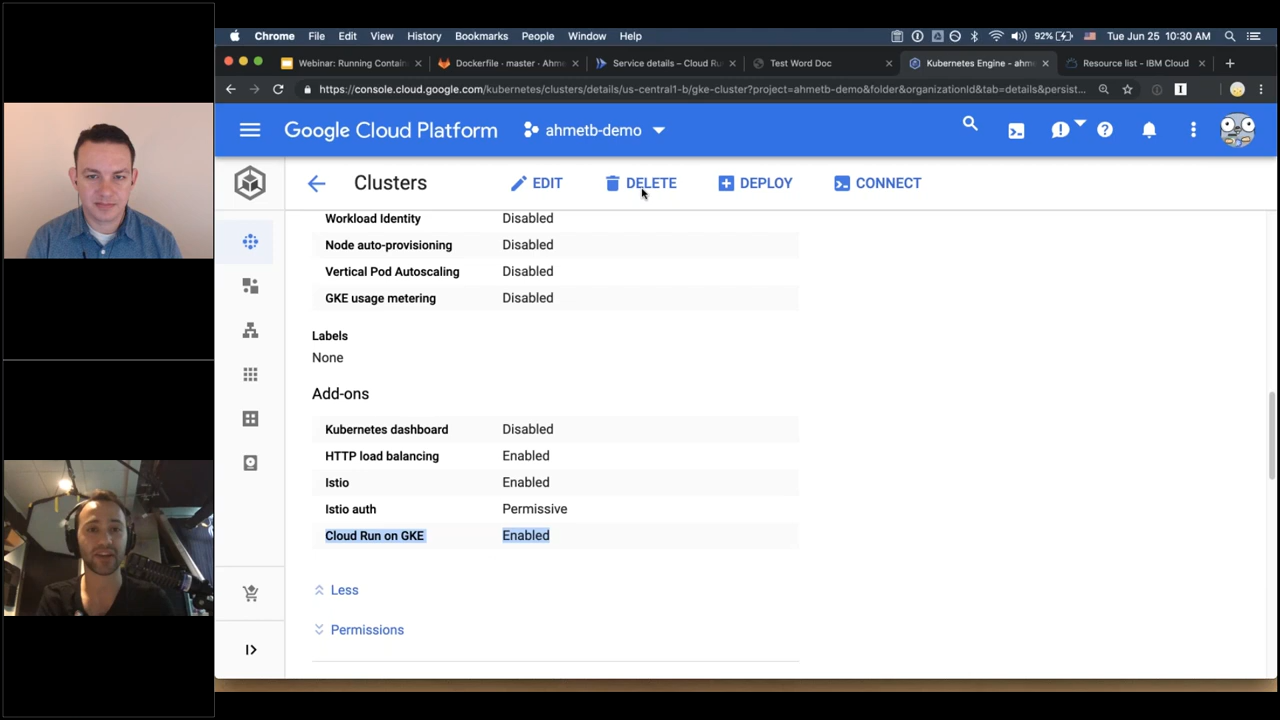 Chrome File Edit View History Bookmarks People Window Help 92% Tue Jun 25 10:30 AM
Webinar: Running Contain Dockerfile · master · Ahme Service details – Cloud Ru Test Word Doc Kubernetes Engine - ahm Resource list - IBM Cloud
https://console.cloud.google.com/kubernetes/clusters/details/us-central1-b/gke-cluster?project=ahmetb-demo&folder&organizationId&tab=details&persist...
Google Cloud Platform ahmetb-demo
Clusters EDIT DELETE DEPLOY CONNECT
Workload Identity Disabled
Node auto-provisioning Disabled
Vertical Pod Autoscaling Disabled
GKE usage metering Disabled
Labels
None
Add-ons
Kubernetes dashboard Disabled
HTTP load balancing Enabled
Istio Enabled
Istio auth Permissive
Cloud Run on GKE Enabled
Less
Permissions